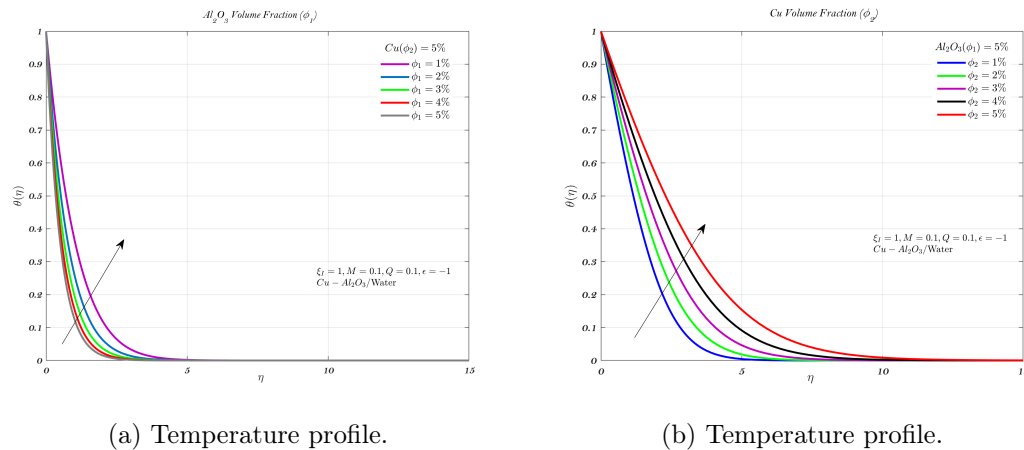 Al₂O₃ Volume Fraction (ϕ₁)
Cu(ϕ₂) = 5%
ϕ₁ = 1%
ϕ₁ = 2%
ϕ₁ = 3%
ϕ₁ = 4%
ϕ₁ = 5%
ξ_I = 1, M = 0.1, Q = 0.1, ϵ = −1
Cu − Al₂O₃/Water
θ(η)
1
0.9
0.8
0.7
0.6
0.5
0.4
0.3
0.2
0.1
0
0 5 10 15
η
(a) Temperature profile.
Cu Volume Fraction (ϕ₂)
Al₂O₃(ϕ₁) = 5%
ϕ₂ = 1%
ϕ₂ = 2%
ϕ₂ = 3%
ϕ₂ = 4%
ϕ₂ = 5%
ξ_I = 1, M = 0.1, Q = 0.1, ϵ = −1
Cu − Al₂O₃/Water
θ(η)
1
0.9
0.8
0.7
0.6
0.5
0.4
0.3
0.2
0.1
0
0 5 10 1
η
(b) Temperature profile.